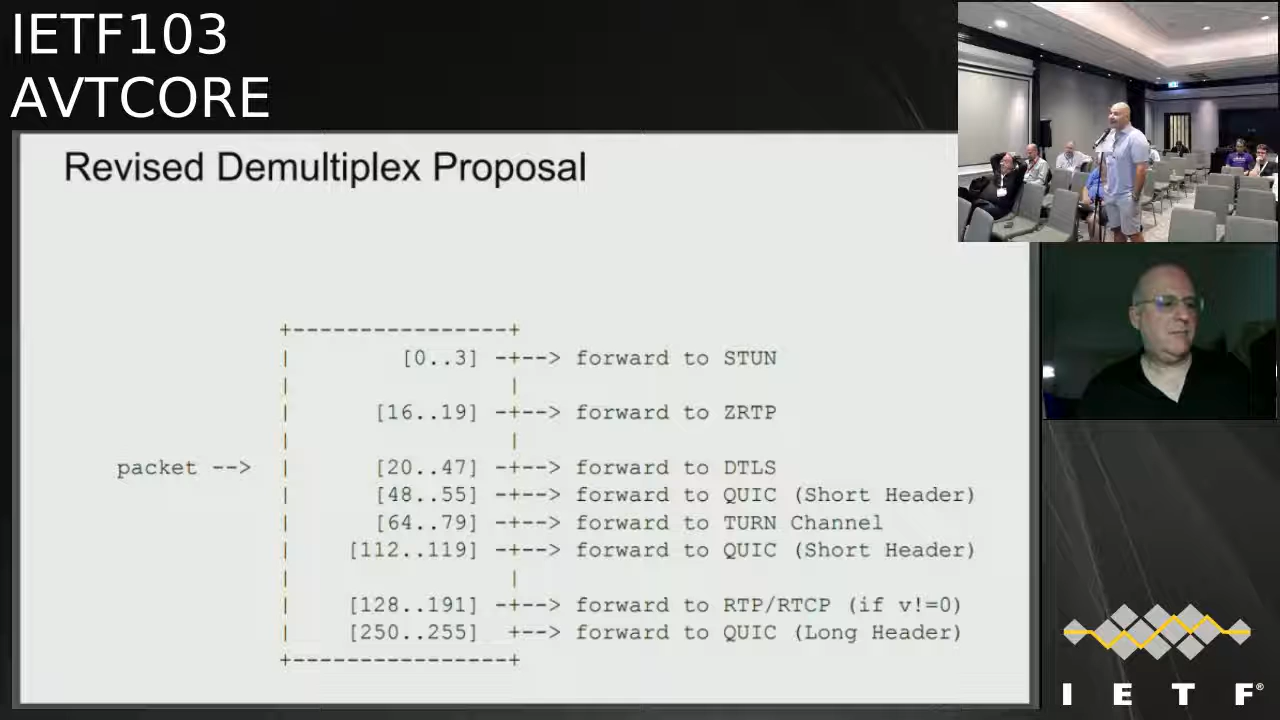 IETF103
AVTCORE
Revised Demultiplex Proposal
+----------------+
| [0..3] -+--> forward to STUN
| |
| [16..19] -+--> forward to ZRTP
| |
packet --> | [20..47] -+--> forward to DTLS
| [48..55] -+--> forward to QUIC (Short Header)
| [64..79] -+--> forward to TURN Channel
| [112..119] -+--> forward to QUIC (Short Header)
| |
| [128..191] -+--> forward to RTP/RTCP (if v!=0)
| [250..255] +--> forward to QUIC (Long Header)
+----------------+
I E T F®